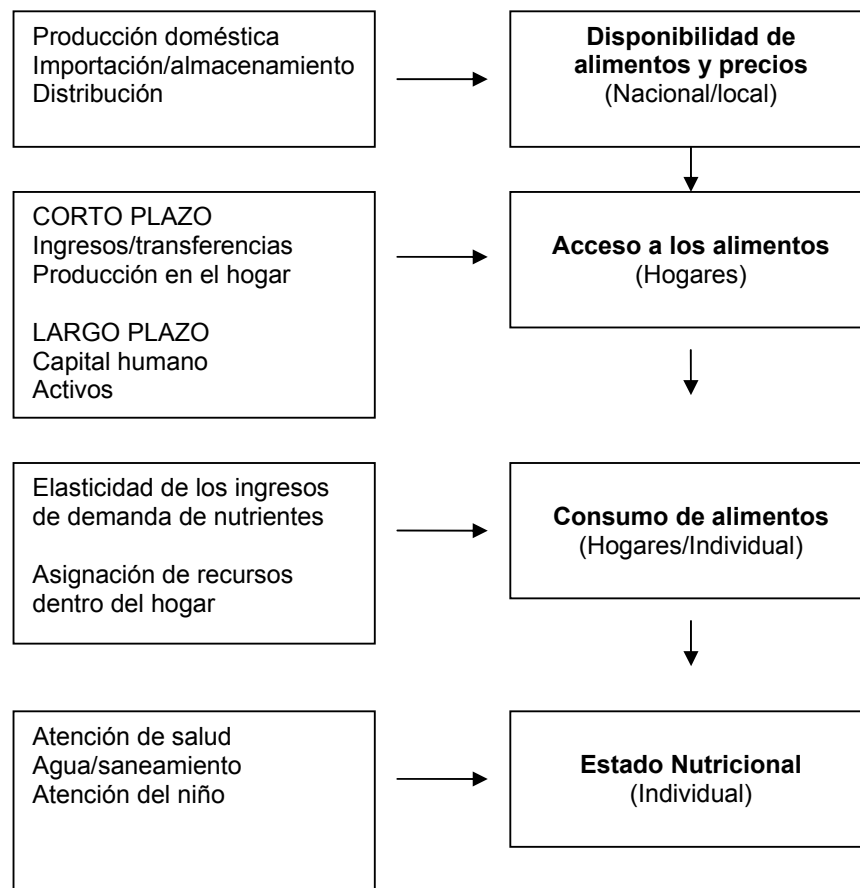 Producción doméstica
Importación/almacenamiento
Distribución
Disponibilidad de
alimentos y precios
(Nacional/local)
CORTO PLAZO
Ingresos/transferencias
Producción en el hogar
LARGO PLAZO
Capital humano
Activos
Acceso a los alimentos
(Hogares)
Elasticidad de los ingresos
de demanda de nutrientes
Asignación de recursos
dentro del hogar
Consumo de alimentos
(Hogares/Individual)
Atención de salud
Agua/saneamiento
Atención del niño
Estado Nutricional
(Individual)